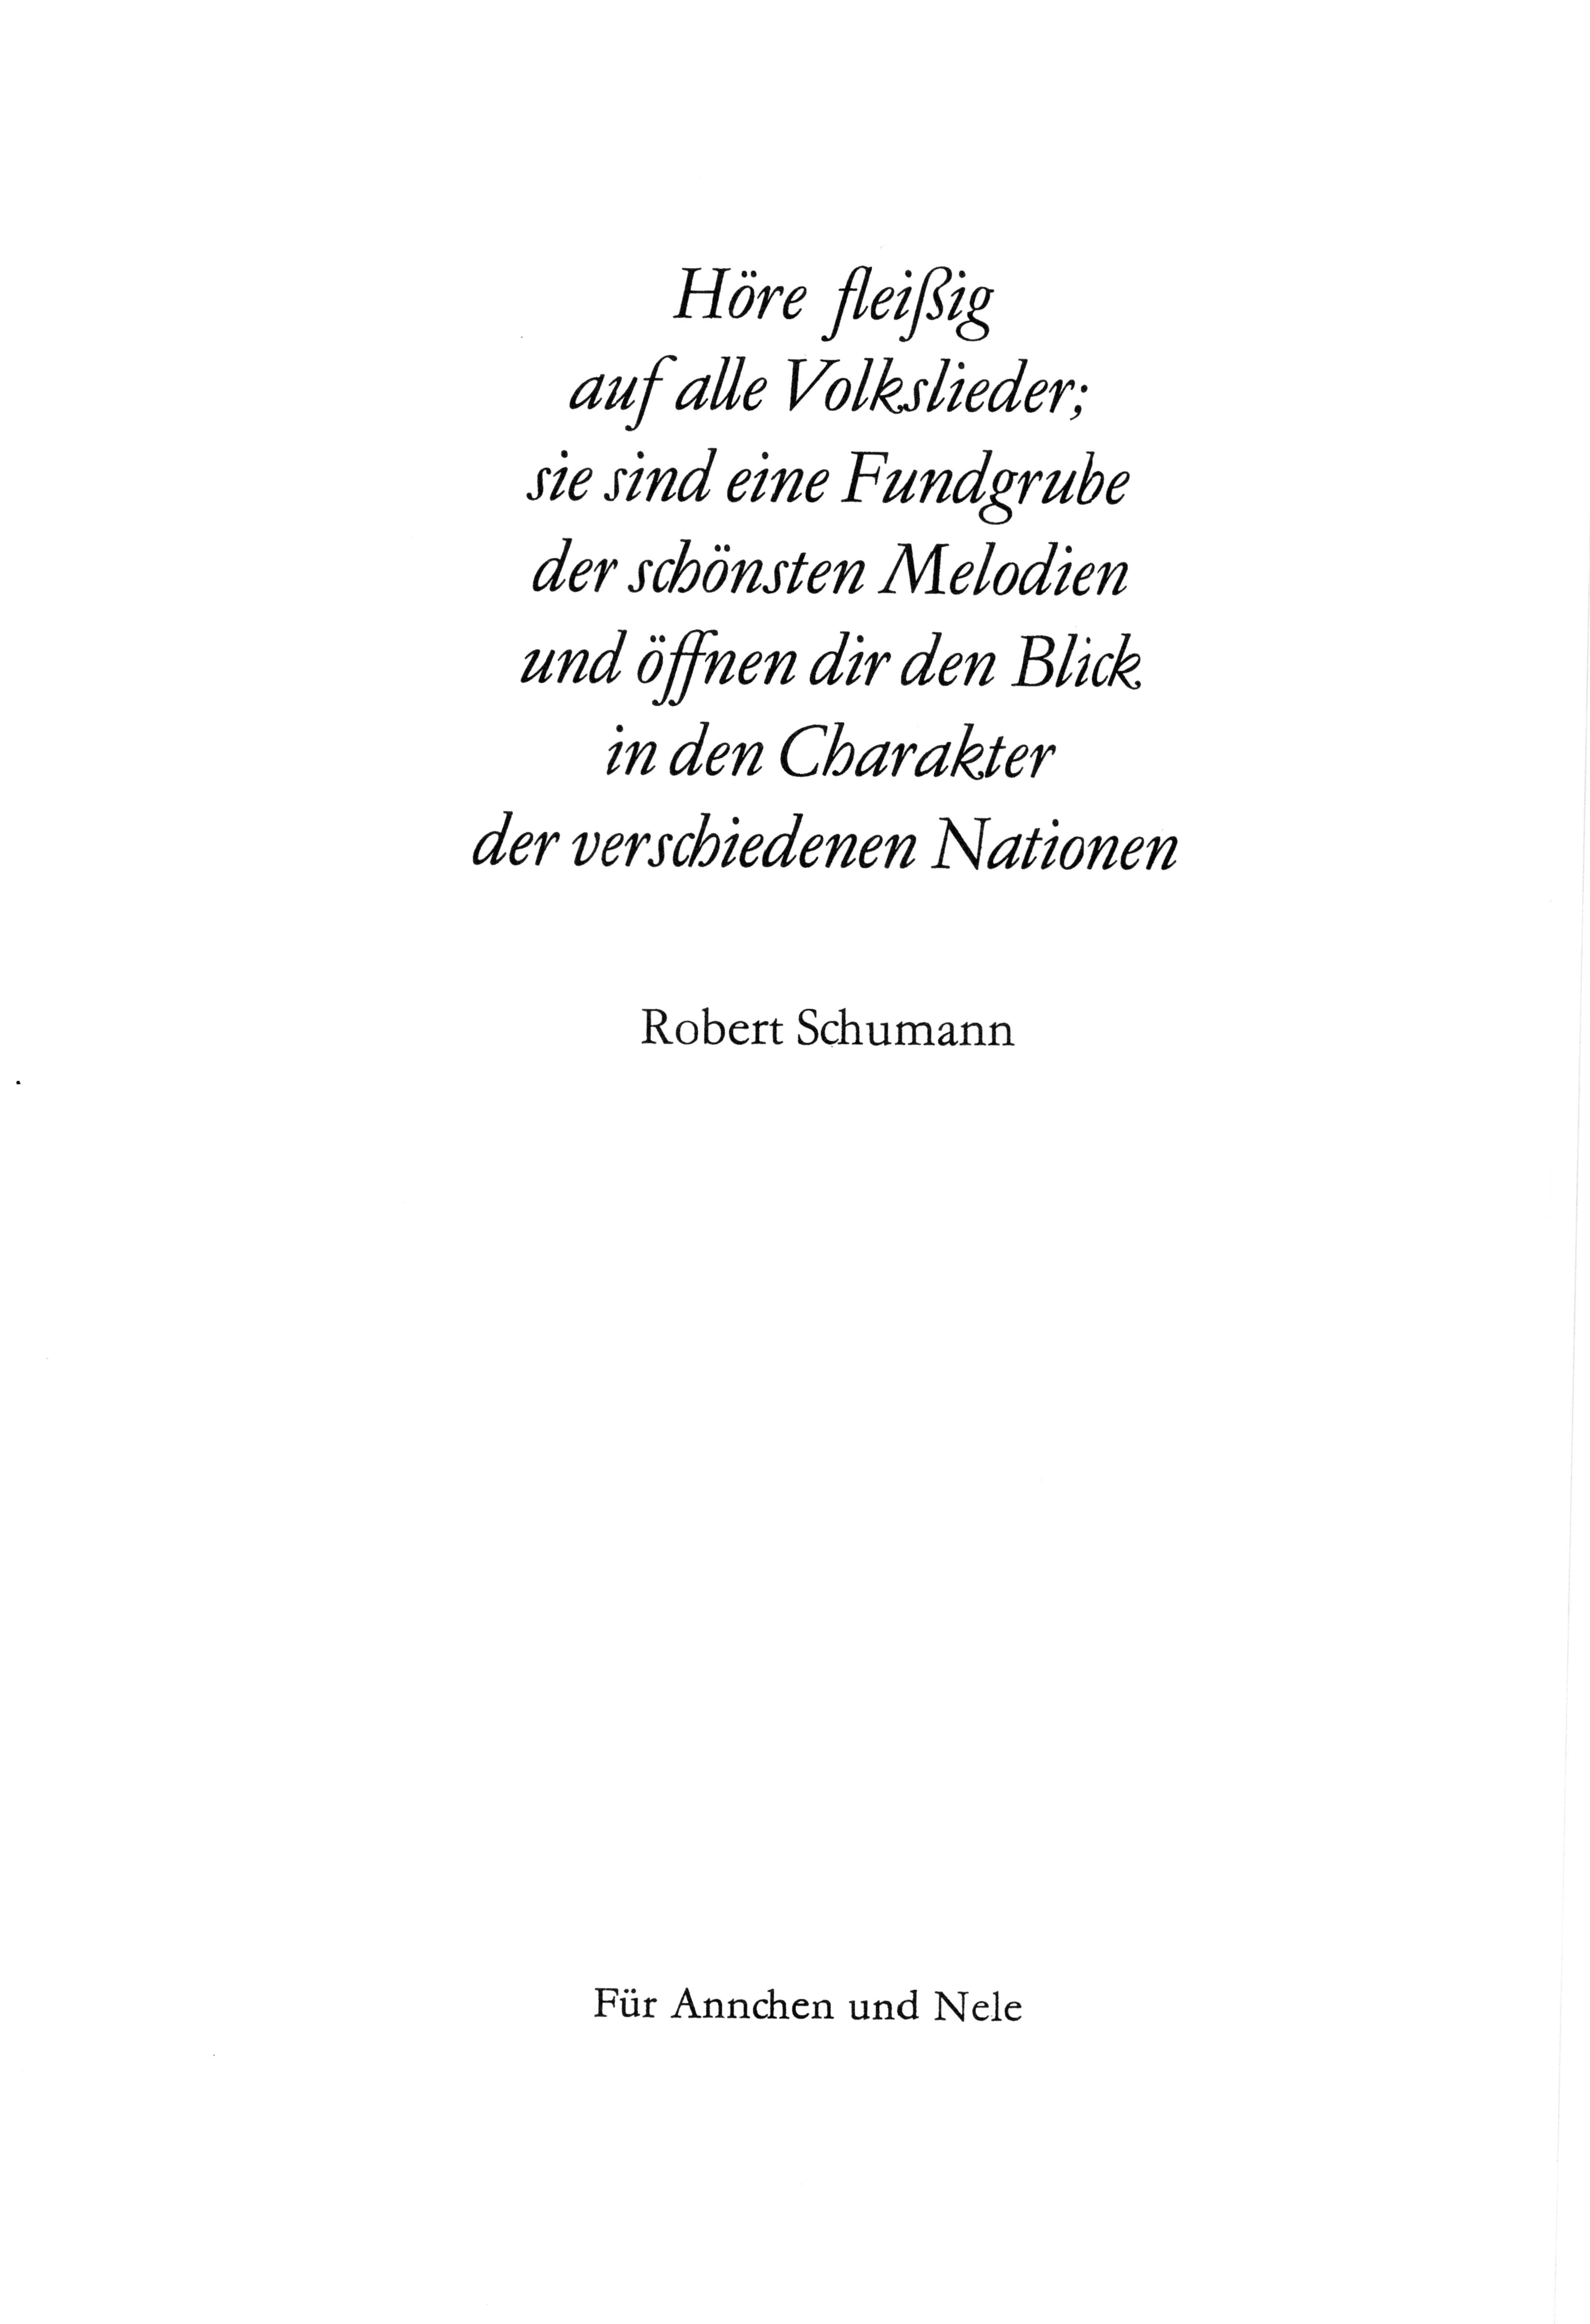 Höre fleißig
auf alle Volkslieder;
sie sind eine Fundgrube
der schönsten Melodien
und öffnen dir den Blick
in den Charakter
der verschiedenen Nationen
Robert Schumann
Für Annchen und Nele